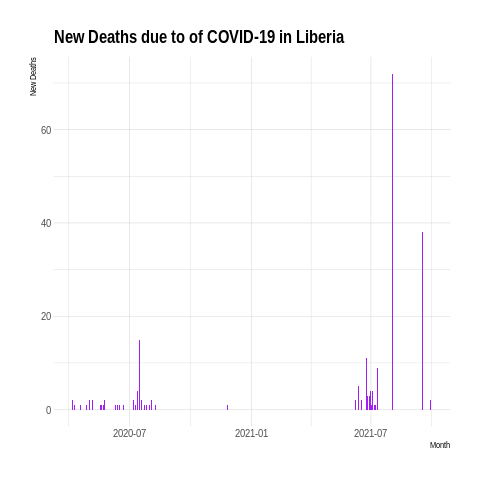 New Deaths due to of COVID-19 in Liberia
New Deaths
60
40
20
0
2020-07
2021-01
2021-07
Month